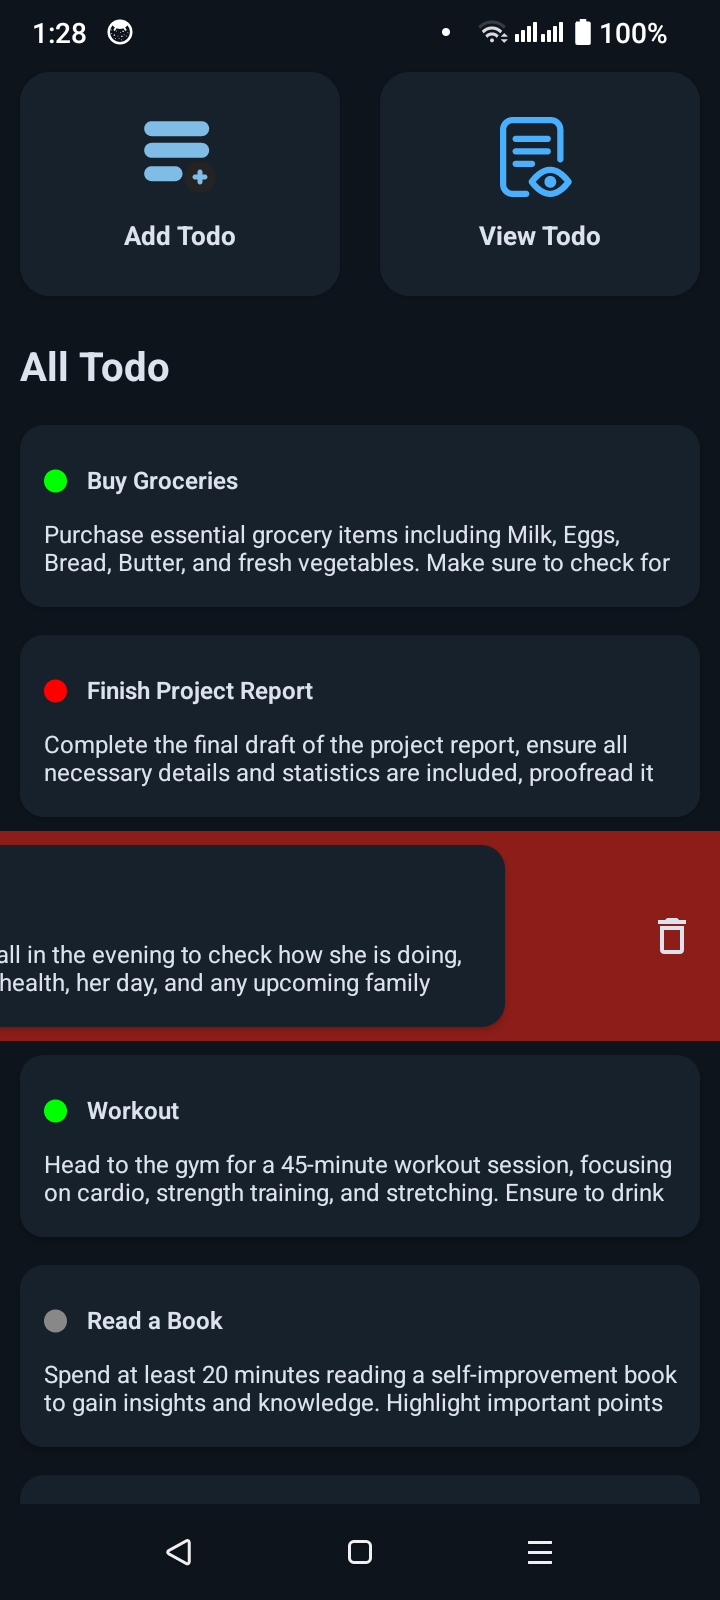 1:28
100%
Add Todo
View Todo
All Todo
Buy Groceries
Purchase essential grocery items including Milk, Eggs,
Bread, Butter, and fresh vegetables. Make sure to check for
Finish Project Report
Complete the final draft of the project report, ensure all
necessary details and statistics are included, proofread it
all in the evening to check how she is doing,
health, her day, and any upcoming family
Workout
Head to the gym for a 45-minute workout session, focusing
on cardio, strength training, and stretching. Ensure to drink
Read a Book
Spend at least 20 minutes reading a self-improvement book
to gain insights and knowledge. Highlight important points